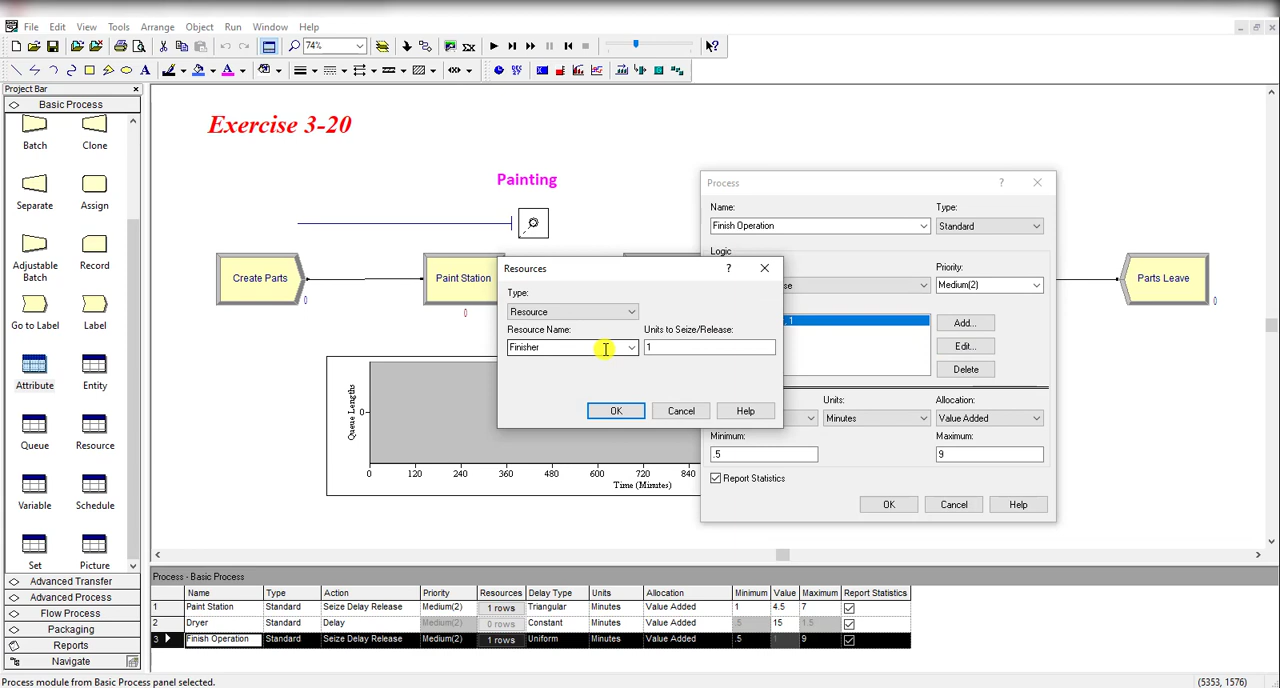 File Edit View Tools Arrange Object Run Window Help
74%
Project Bar
Basic Process
Batch Clone
Separate Assign
Adjustable Batch Record
Go to Label Label
Attribute Entity
Queue Resource
Variable Schedule
Set Picture
Advanced Transfer
Advanced Process
Flow Process
Packaging
Reports
Navigate
Exercise 3-20
Painting
Create Parts
0
Paint Station
0
Parts Leave
0
Queue Lengths
0
0 120 240 360 480 600 720 840
Time (Minutes)
Process
Name: Type:
Finish Operation Standard
Logic
Priority:
se Medium(2)
, 1
Add...
Edit...
Delete
Units: Allocation:
Minutes Value Added
Minimum: Maximum:
.5 9
Report Statistics
OK Cancel Help
Resources
Type:
Resource
Resource Name: Units to Seize/Release:
Finisher 1
OK Cancel Help
Process - Basic Process
Name Type Action Priority Resources Delay Type Units Allocation Minimum Value Maximum Report Statistics
1 Paint Station Standard Seize Delay Release Medium(2) 1 rows Triangular Minutes Value Added 1 4.5 7
2 Dryer Standard Delay Medium(2) 0 rows Constant Minutes Value Added .5 15 1.5
3 Finish Operation Standard Seize Delay Release Medium(2) 1 rows Uniform Minutes Value Added .5 1 9
Process module from Basic Process panel selected.
(5353, 1576)